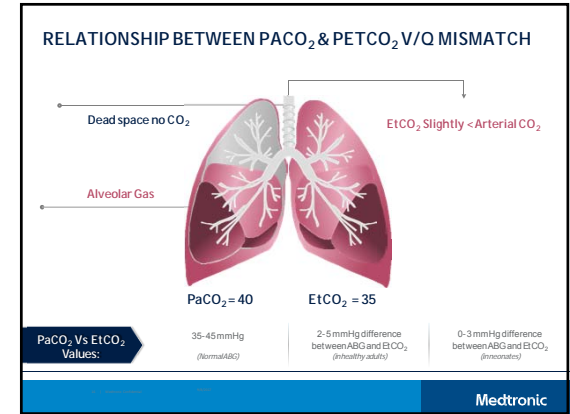 RELATIONSHIP BETWEEN PACO₂ & PETCO₂ V/Q MISMATCH
Dead space no CO₂
EtCO₂ Slightly < Arterial CO₂
Alveolar Gas
PaCO₂ = 40
EtCO₂ = 35
PaCO₂ Vs EtCO₂
Values:
35-45 mmHg
(Normal ABG)
2-5 mmHg difference
between ABG and EtCO₂
(in healthy adults)
0-3 mmHg difference
between ABG and EtCO₂
(in neonates)
Medtronic